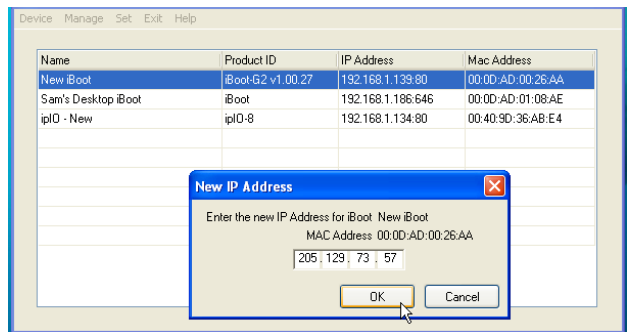 Device Manage Set Exit Help
Name Product ID IP Address Mac Address
New iBoot iBoot-G2 v1.00.27 192.168.1.139:80 00:0D:AD:00:26:AA
Sam's Desktop iBoot iBoot 192.168.1.186:646 00:0D:AD:01:08:AE
ipIO - New ipIO-8 192.168.1.134:80 00:40:9D:36:AB:E4
New IP Address
Enter the new IP Address for iBoot New iBoot
MAC Address 00:0D:AD:00:26:AA
205 . 129 . 73 . 57
OK Cancel